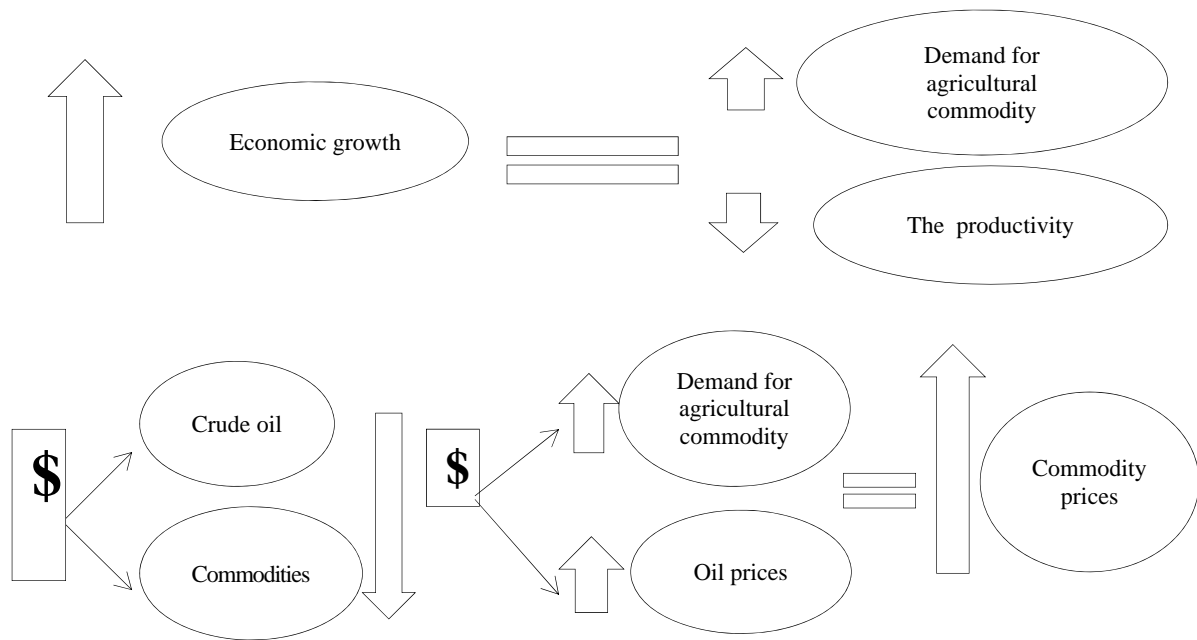 Economic growth
Demand for
agricultural
commodity
The productivity
$
Crude oil
Commodities
$
Demand for
agricultural
commodity
Oil prices
Commodity
prices